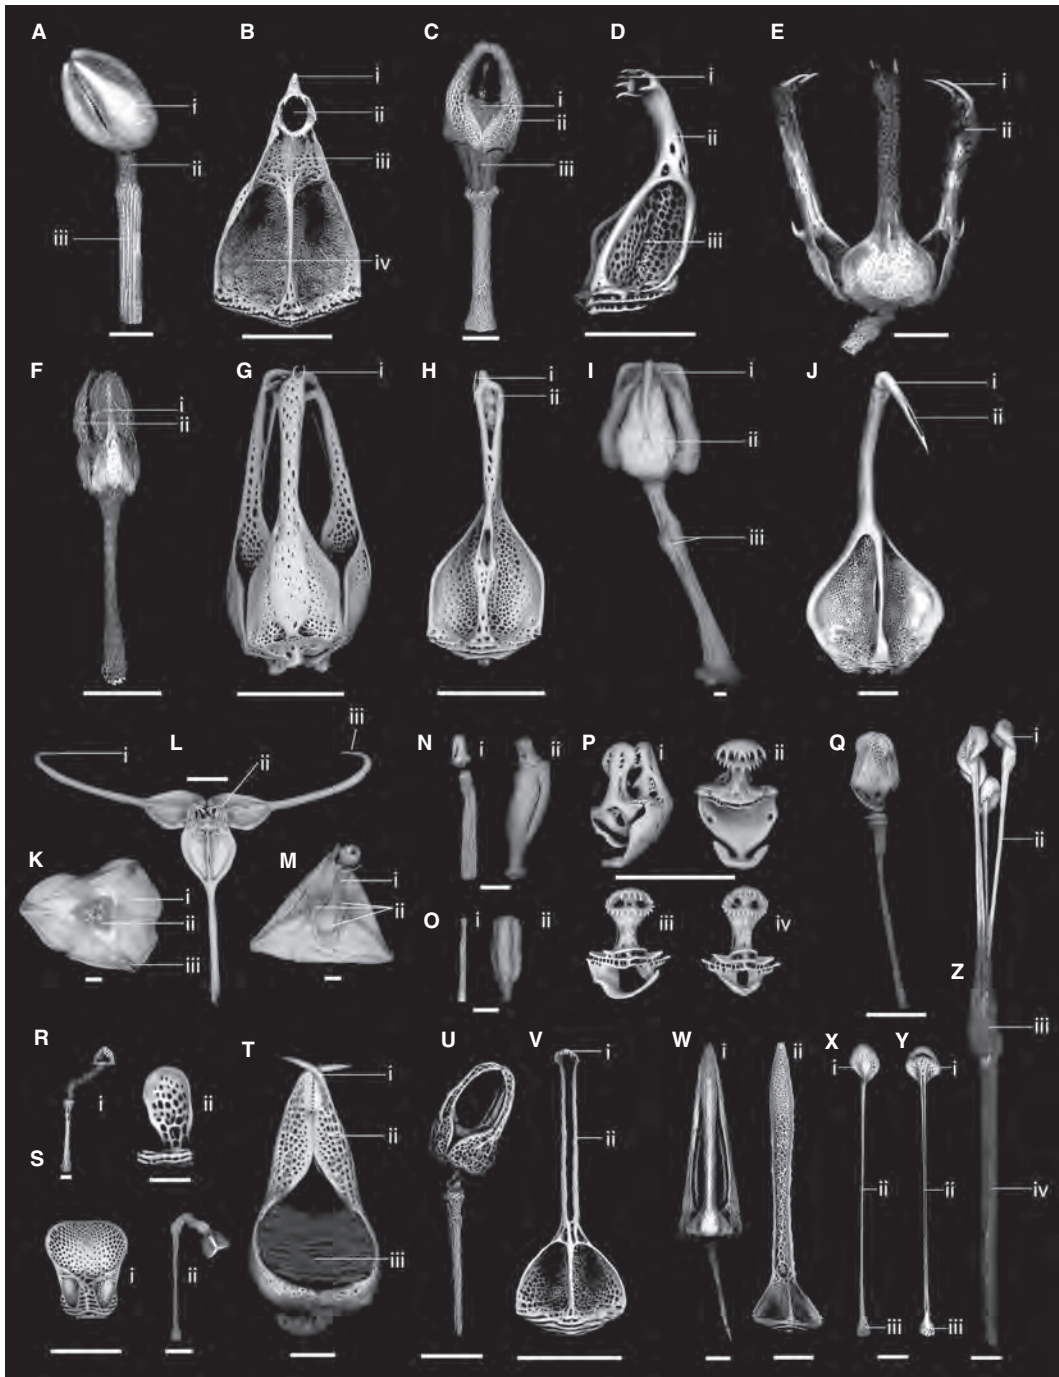 A B C D E
i i i i i
ii ii ii ii ii
iii iii iii iii
iv
F G H I J
i i i i i
ii ii ii ii
iii
iii
L N i ii P i ii Q Z i
i ii
K M ii
i i
ii ii O i ii iii iv
iii
iii
R S T U V W i ii X Y
i ii i i i i
ii ii
i ii iii ii ii iv
iii iii